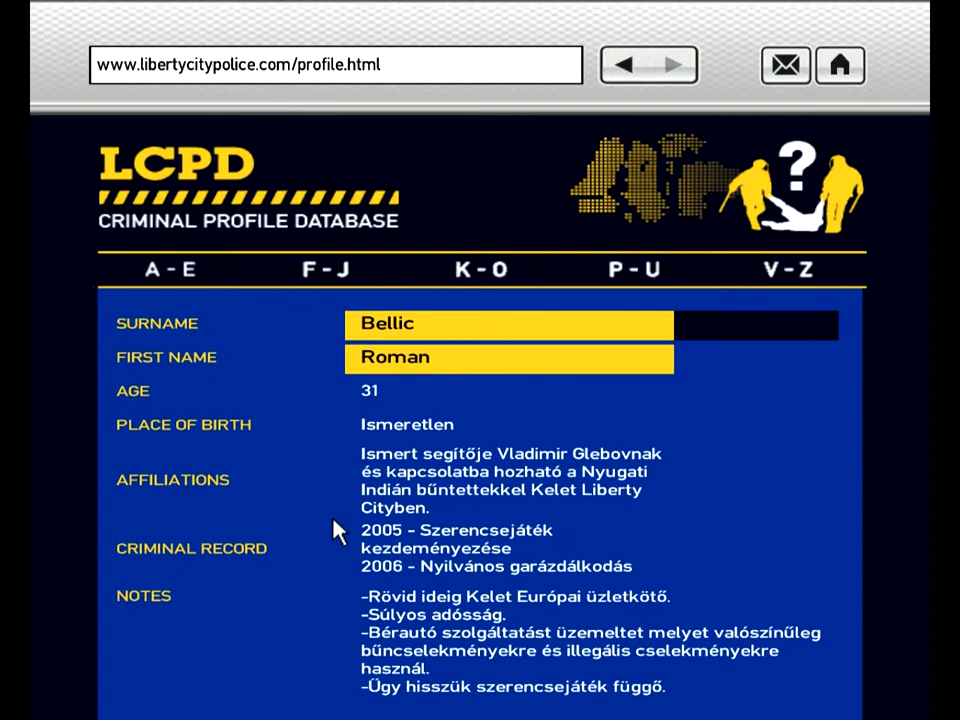 www.libertycitypolice.com/profile.html
LCPD
?
CRIMINAL PROFILE DATABASE
A - E F - J K - O P - U V - Z
SURNAME Bellic
FIRST NAME Roman
AGE 31
PLACE OF BIRTH Ismeretlen
AFFILIATIONS Ismert segítője Vladimir Glebovnak
és kapcsolatba hozható a Nyugati
Indián bűntettekkel Kelet Liberty
Cityben.
CRIMINAL RECORD 2005 - Szerencsejáték
kezdeményezése
2006 - Nyilvános garázdálkodás
NOTES -Rövid ideig Kelet Európai üzletkötő.
-Súlyos adósság.
-Bérautó szolgáltatást üzemeltet melyet valószínűleg
bűncselekményekre és illegális cselekményekre
használ.
-Úgy hisszük szerencsejáték függő.